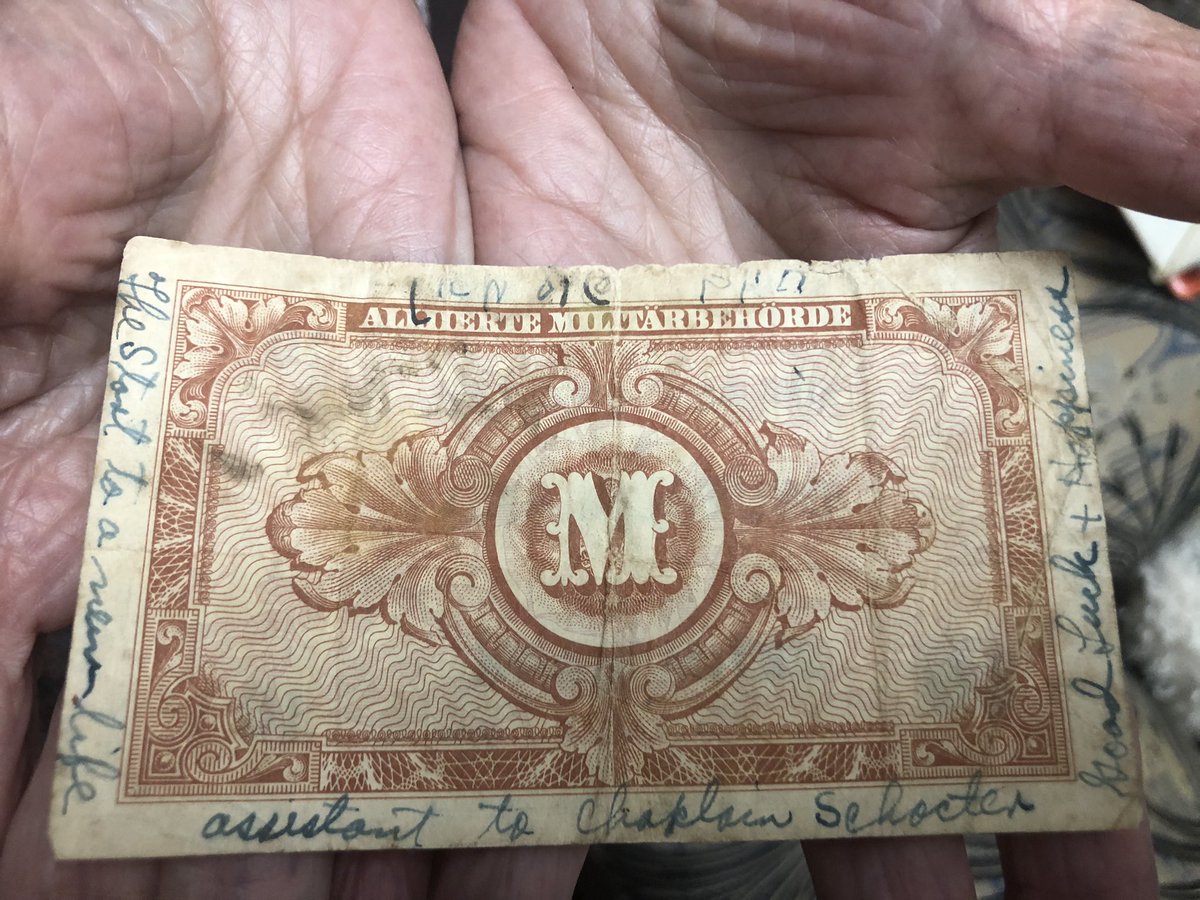 ALLIIERTE MILITÄRBEHÖRDE
The Start to a new life
M
Good Luck + Happiness
assistant to Chaplain Schacter